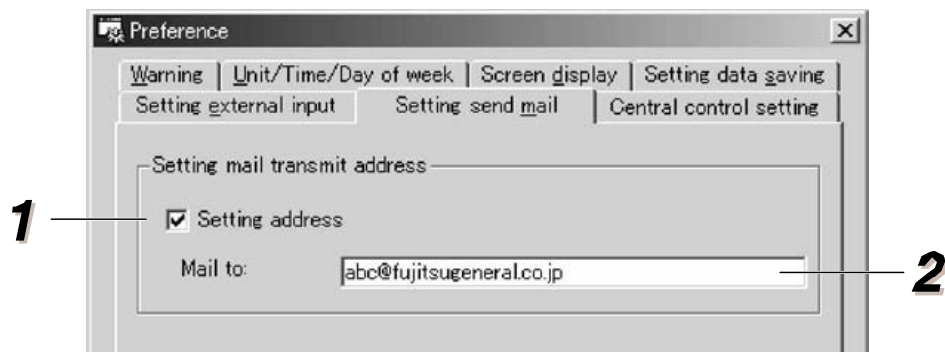 Preference
Warning Unit/Time/Day of week Screen display Setting data saving
Setting external input Setting send mail Central control setting
Setting mail transmit address
1 Setting address
Mail to: abc@fujitsugeneral.co.jp 2